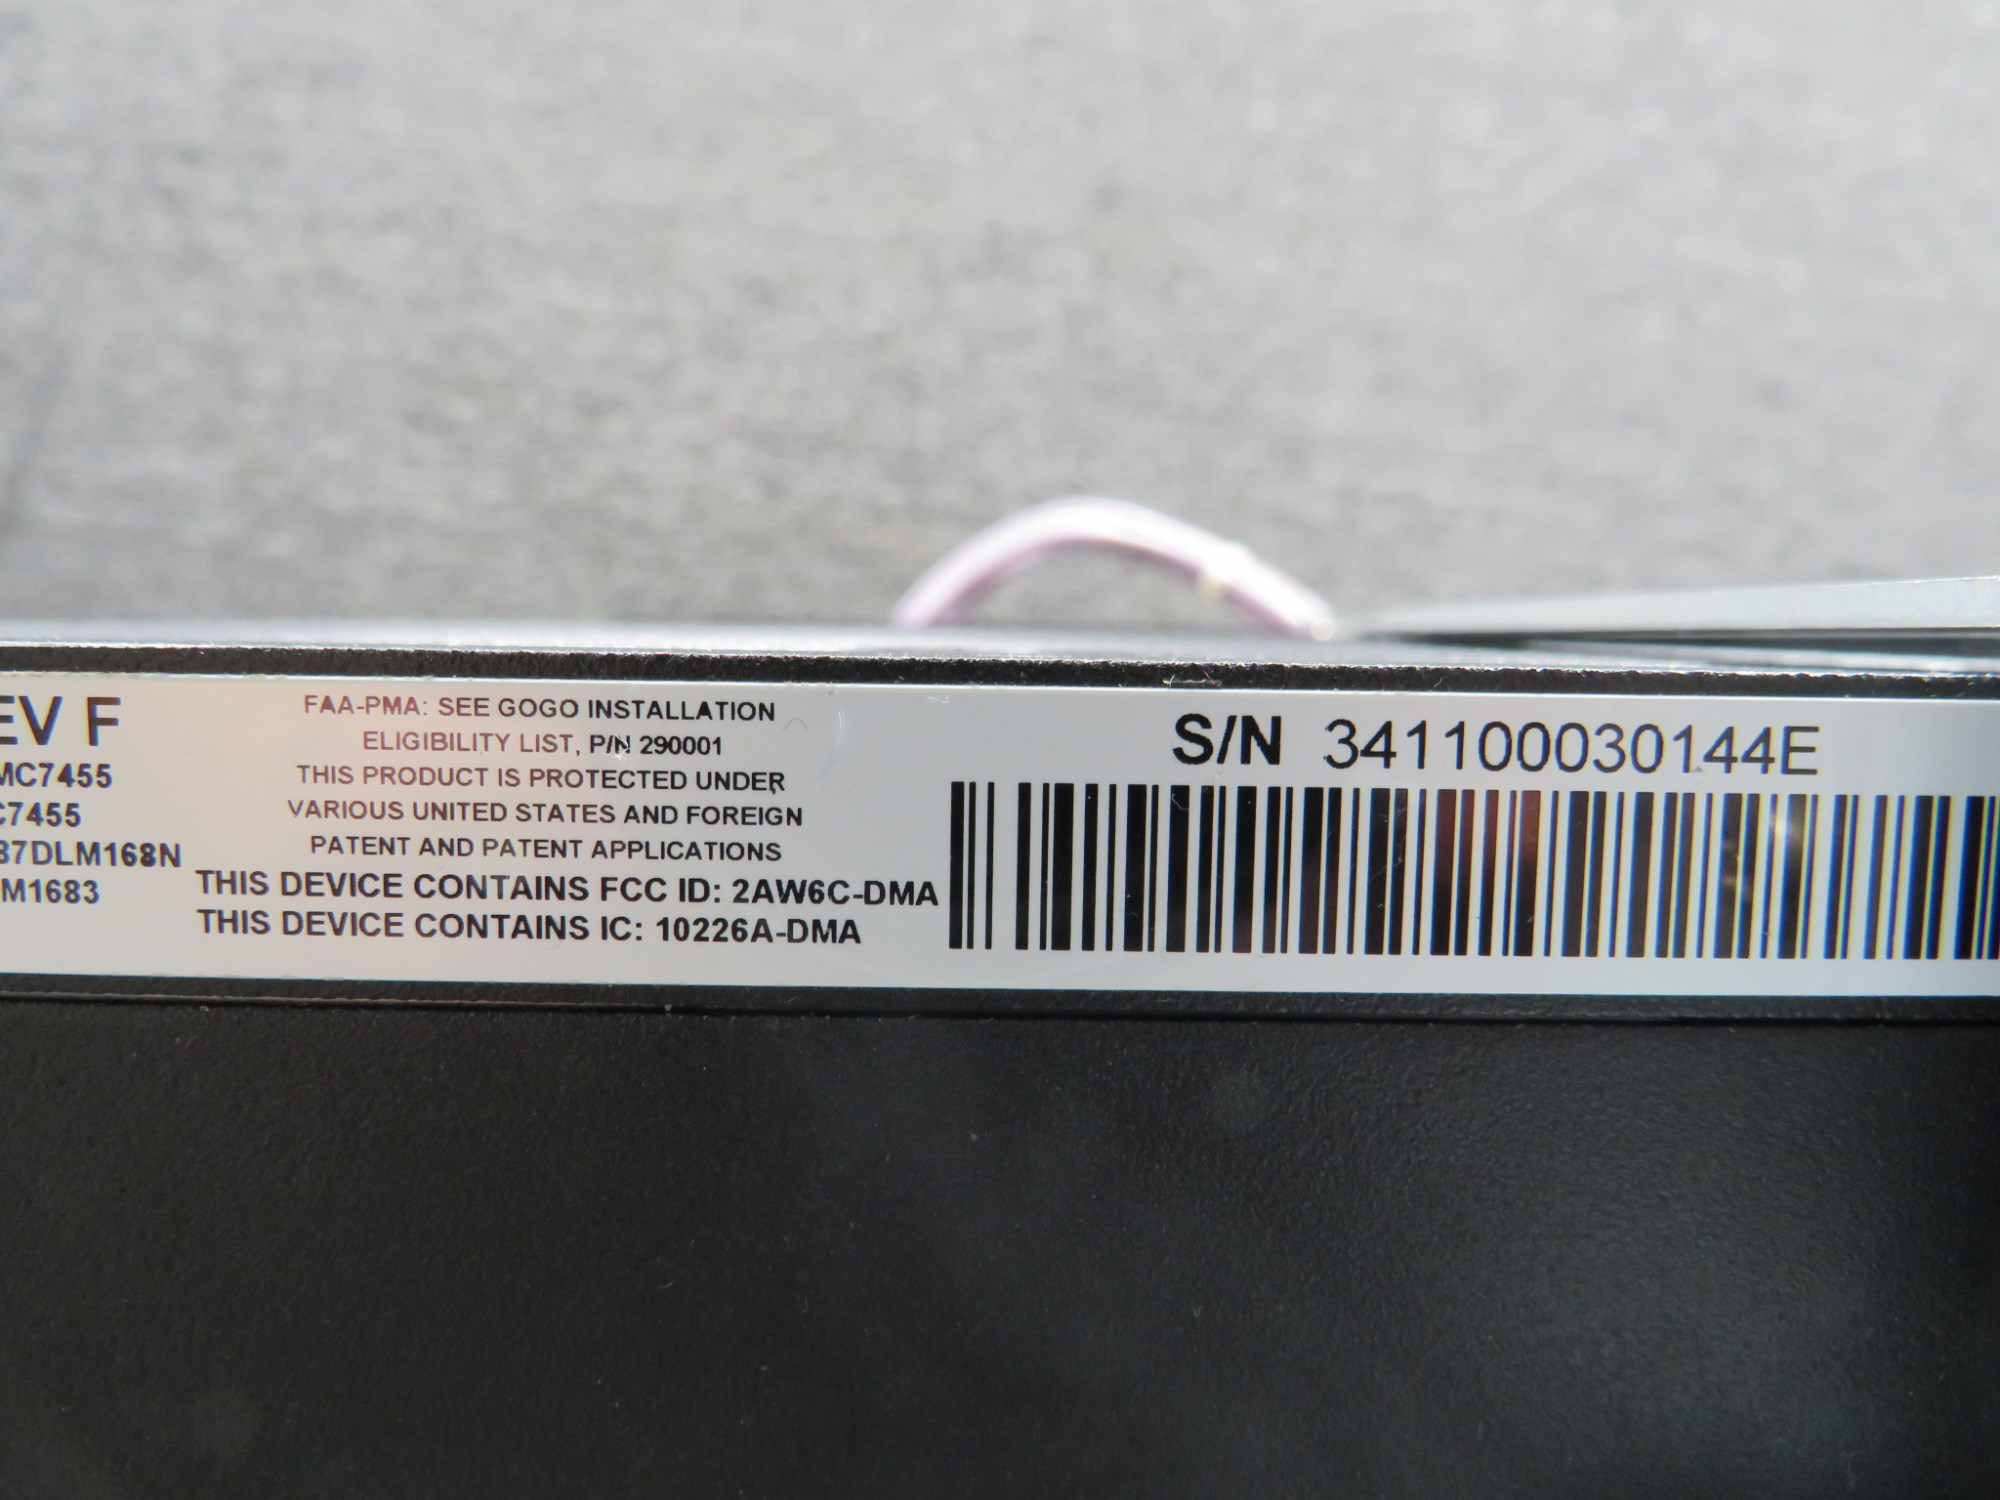 EV F
MC7455
C7455
87DLM168N
M1683
FAA-PMA: SEE GOGO INSTALLATION
ELIGIBILITY LIST, P/N 290001
THIS PRODUCT IS PROTECTED UNDER
VARIOUS UNITED STATES AND FOREIGN
PATENT AND PATENT APPLICATIONS
THIS DEVICE CONTAINS FCC ID: 2AW6C-DMA
THIS DEVICE CONTAINS IC: 10226A-DMA
S/N 341100030144E